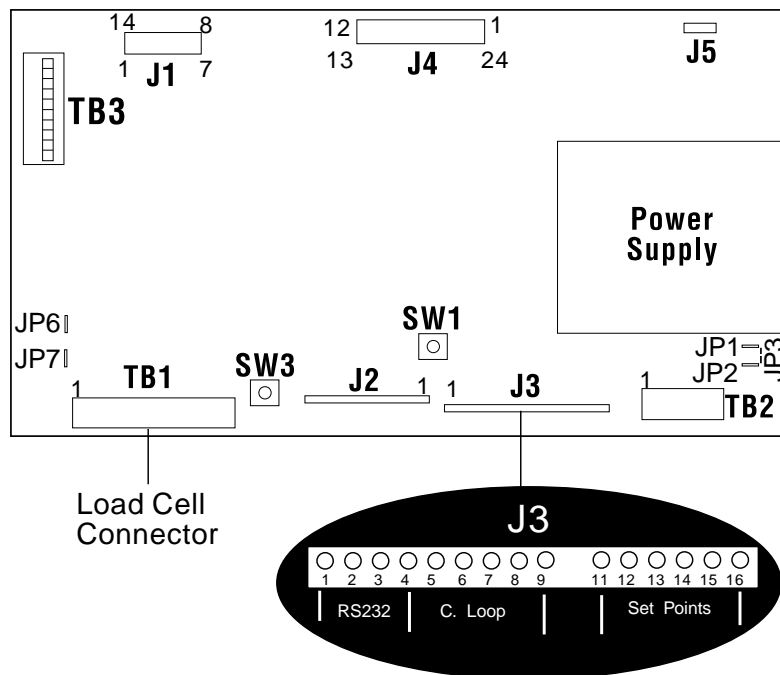 14 8
12 1
1 7
J1
13 24
J4
J5
TB3
Power
Supply
JP6
SW1
JP1
JP3
JP7
JP2
1 TB1
SW3
J2 1
1 J3
1
TB2
Load Cell
Connector
J3
1 2 3 4 5 6 7 8 9 11 12 13 14 15 16
RS232 C. Loop Set Points